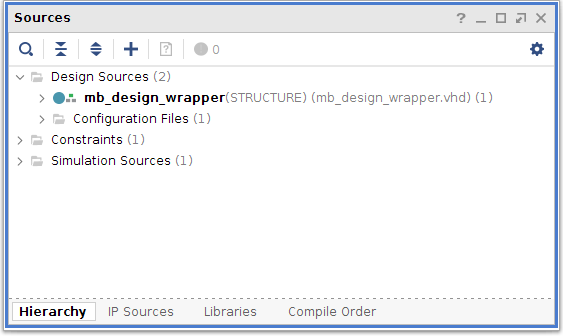 Sources
? 0
Design Sources (2)
mb_design_wrapper(STRUCTURE) (mb_design_wrapper.vhd) (1)
Configuration Files (1)
Constraints (1)
Simulation Sources (1)
Hierarchy IP Sources Libraries Compile Order